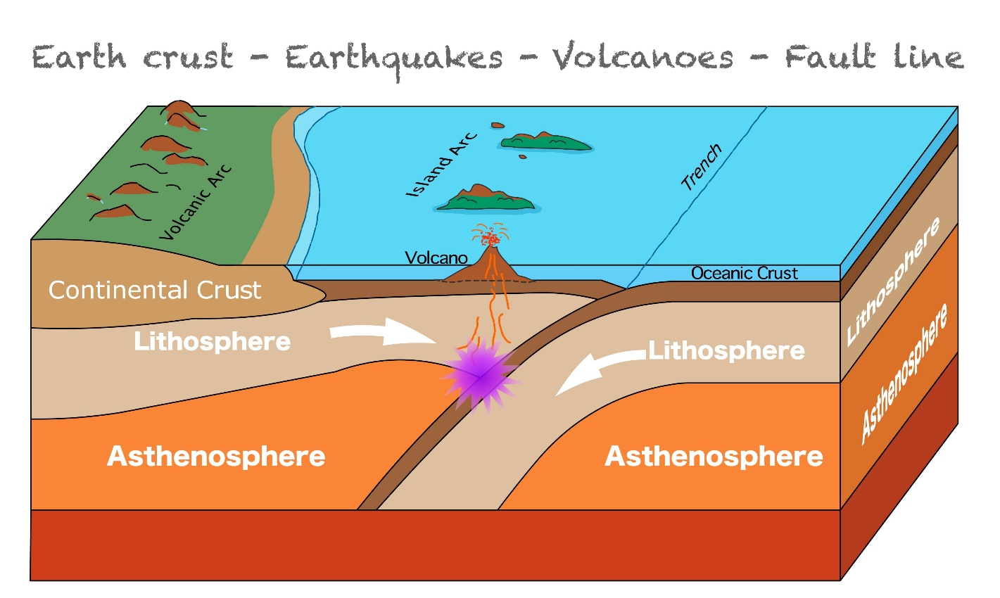 Earth crust - Earthquakes - Volcanoes - Fault line
Volcanic Arc
Island Arc
Trench
Volcano
Oceanic Crust
Continental Crust
Lithosphere
Lithosphere
Lithosphere
Asthenosphere
Asthenosphere
Asthenosphere